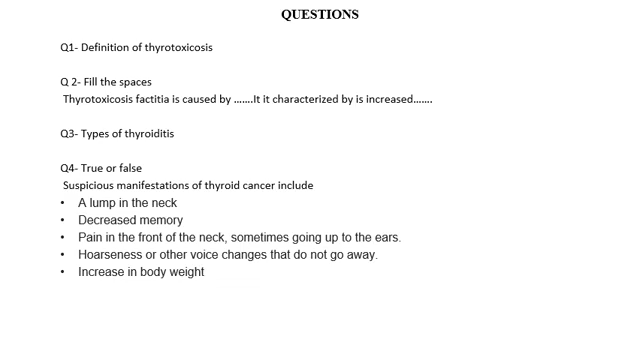 QUESTIONS
Q1- Definition of thyrotoxicosis
Q 2- Fill the spaces
Thyrotoxicosis factitia is caused by …….It it characterized by is increased…….
Q3- Types of thyroiditis
Q4- True or false
Suspicious manifestations of thyroid cancer include
• A lump in the neck
• Decreased memory
• Pain in the front of the neck, sometimes going up to the ears.
• Hoarseness or other voice changes that do not go away.
• Increase in body weight